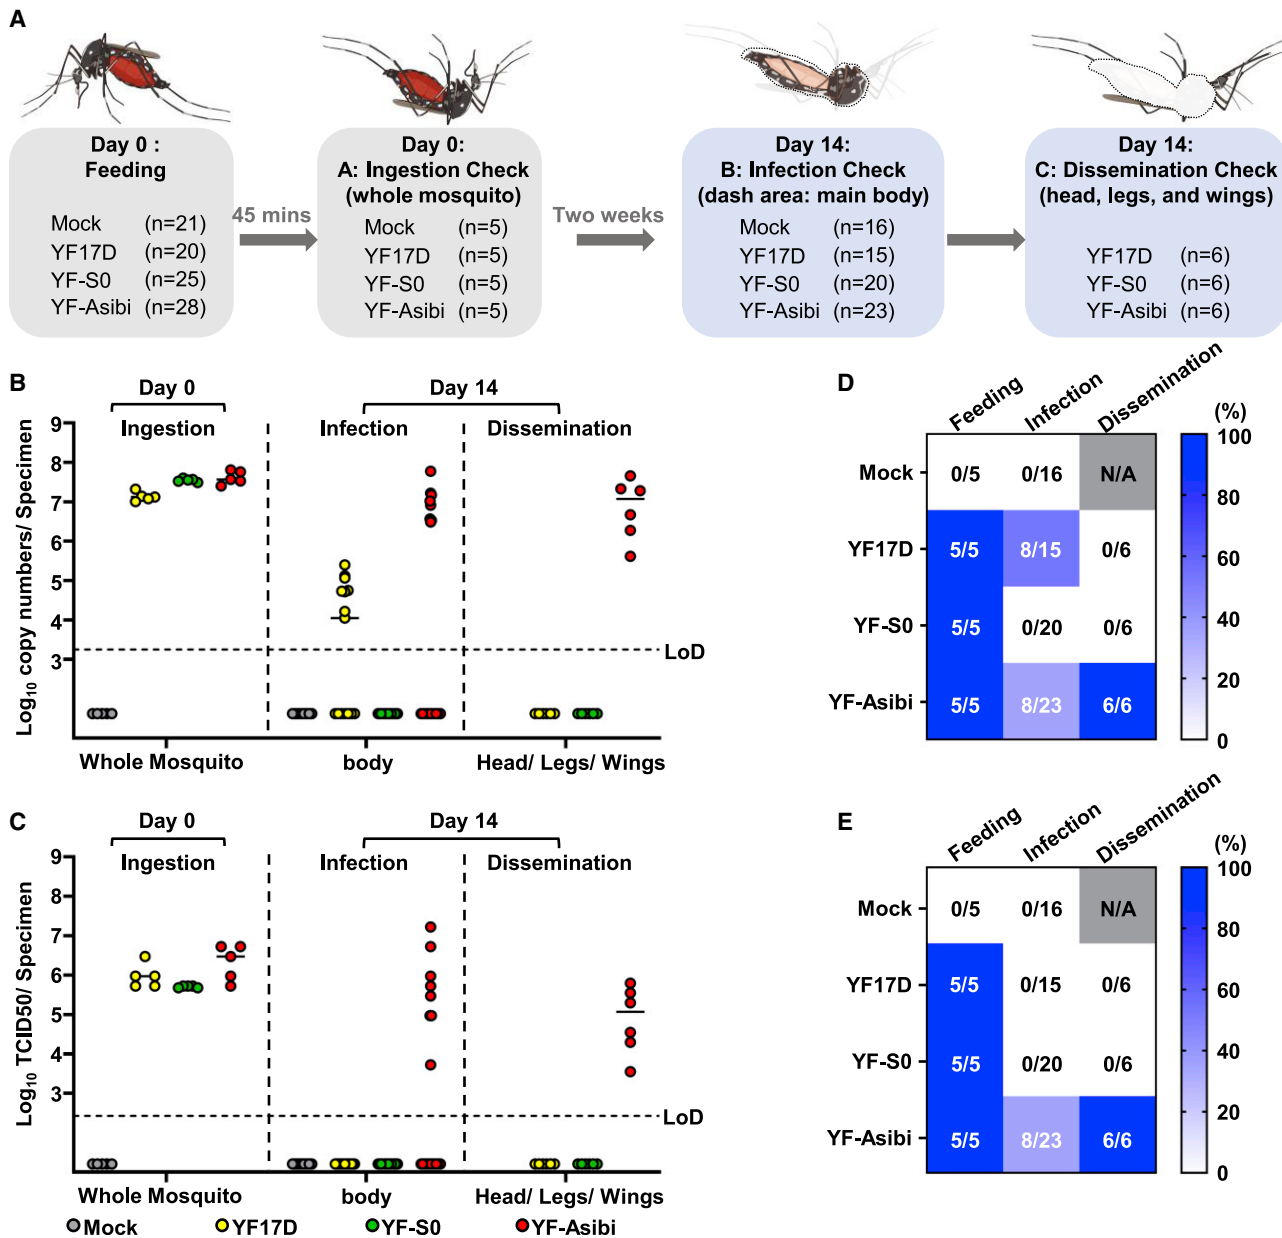 A
Day 0 :
Feeding
Mock (n=21)
YF17D (n=20)
YF-S0 (n=25)
YF-Asibi (n=28)
45 mins
Day 0:
A: Ingestion Check
(whole mosquito)
Mock (n=5)
YF17D (n=5)
YF-S0 (n=5)
YF-Asibi (n=5)
Two weeks
Day 14:
B: Infection Check
(dash area: main body)
Mock (n=16)
YF17D (n=15)
YF-S0 (n=20)
YF-Asibi (n=23)
Day 14:
C: Dissemination Check
(head, legs, and wings)
YF17D (n=6)
YF-S0 (n=6)
YF-Asibi (n=6)
B
Day 0
Day 14
Ingestion
Infection
Dissemination
Log₁₀ copy numbers/ Specimen
9
8
7
6
5
4
3
LoD
Whole Mosquito
body
Head/ Legs/ Wings
C
Day 0
Day 14
Ingestion
Infection
Dissemination
Log₁₀ TCID50/ Specimen
9
8
7
6
5
4
3
LoD
Whole Mosquito
body
Head/ Legs/ Wings
Mock
YF17D
YF-S0
YF-Asibi
D
Feeding
Infection
Dissemination
(%)
Mock 0/5 0/16 N/A
YF17D 5/5 8/15 0/6
YF-S0 5/5 0/20 0/6
YF-Asibi 5/5 8/23 6/6
100
80
60
40
20
0
E
Feeding
Infection
Dissemination
(%)
Mock 0/5 0/16 N/A
YF17D 5/5 0/15 0/6
YF-S0 5/5 0/20 0/6
YF-Asibi 5/5 8/23 6/6
100
80
60
40
20
0